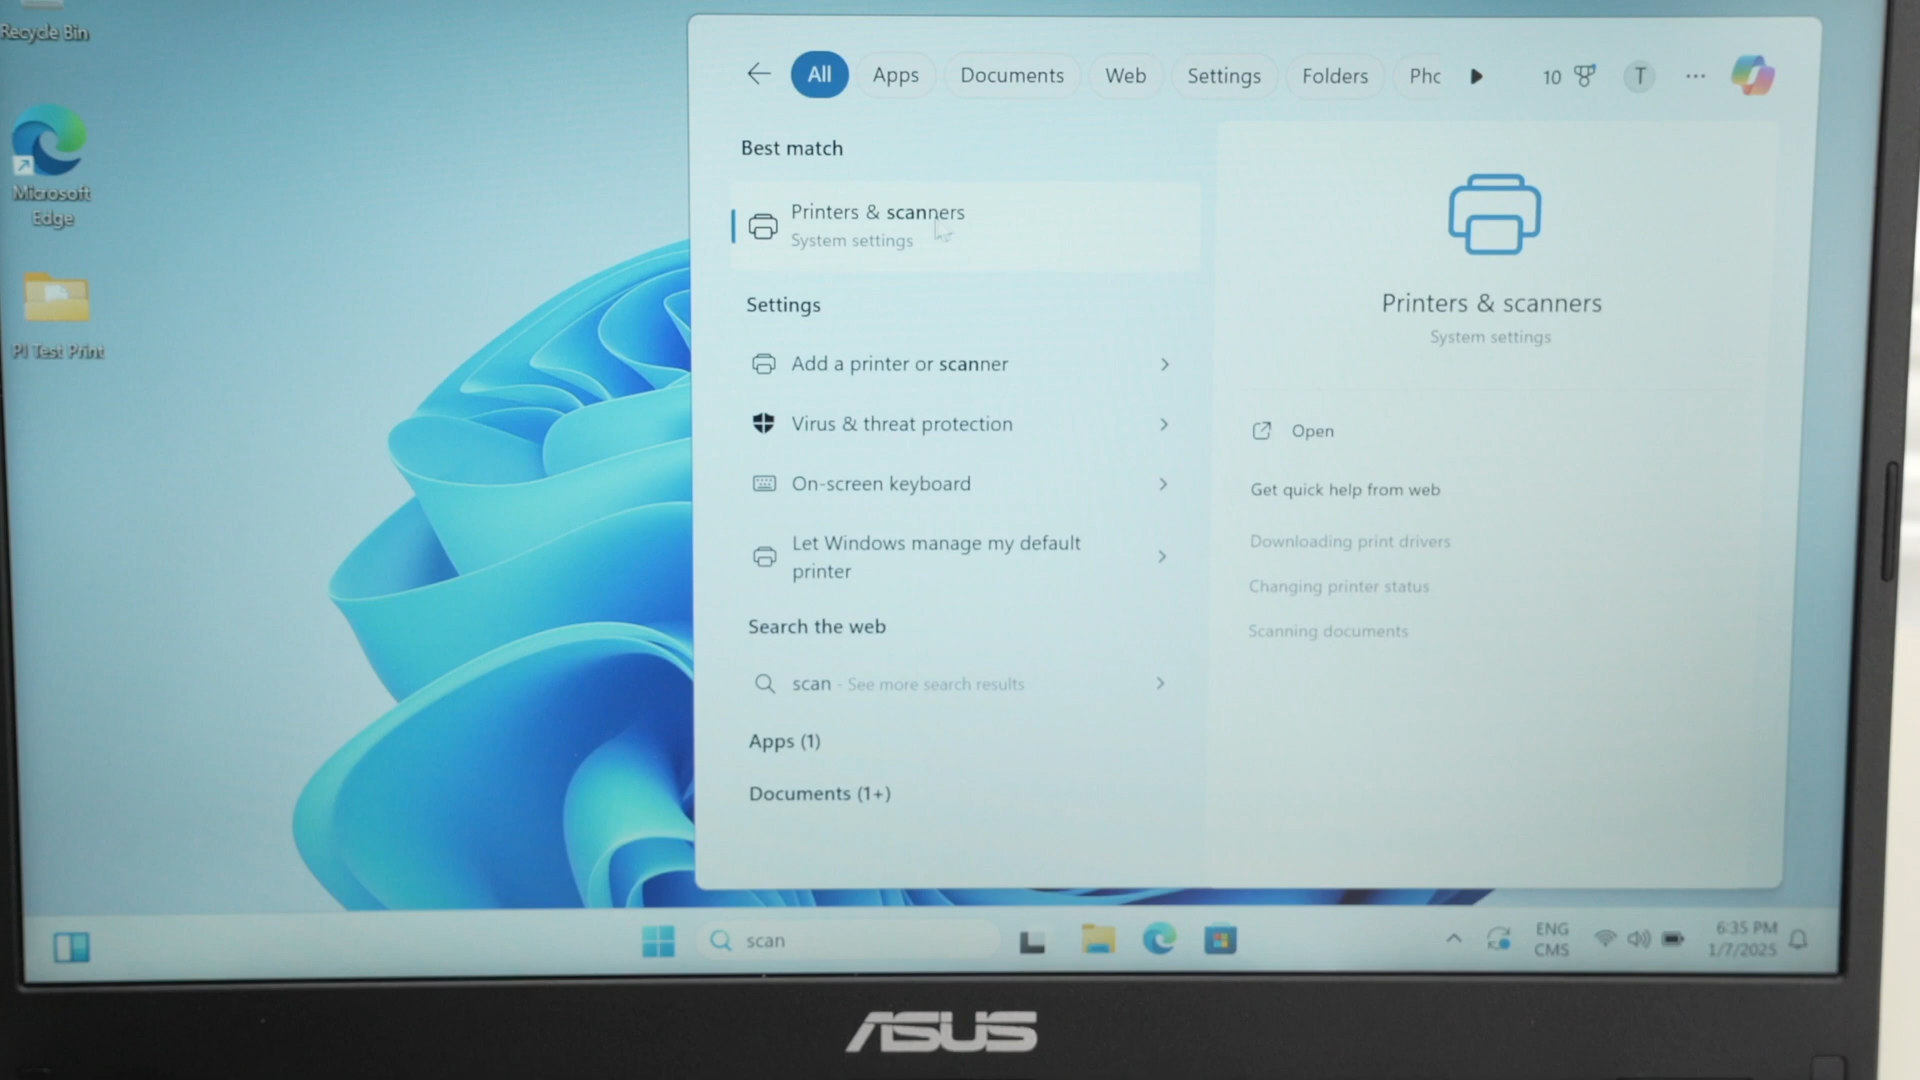 Recycle Bin
Microsoft
Edge
PJ Test Print
All
Apps
Documents
Web
Settings
Folders
Pho
10
T
Best match
Printers & scanners
System settings
Settings
Add a printer or scanner
Virus & threat protection
On-screen keyboard
Let Windows manage my default
printer
Search the web
scan - See more search results
Apps (1)
Documents (1+)
Printers & scanners
System settings
Open
Get quick help from web
Downloading print drivers
Changing printer status
Scanning documents
scan
ENG
CMS
6:35 PM
1/7/2025
ASUS